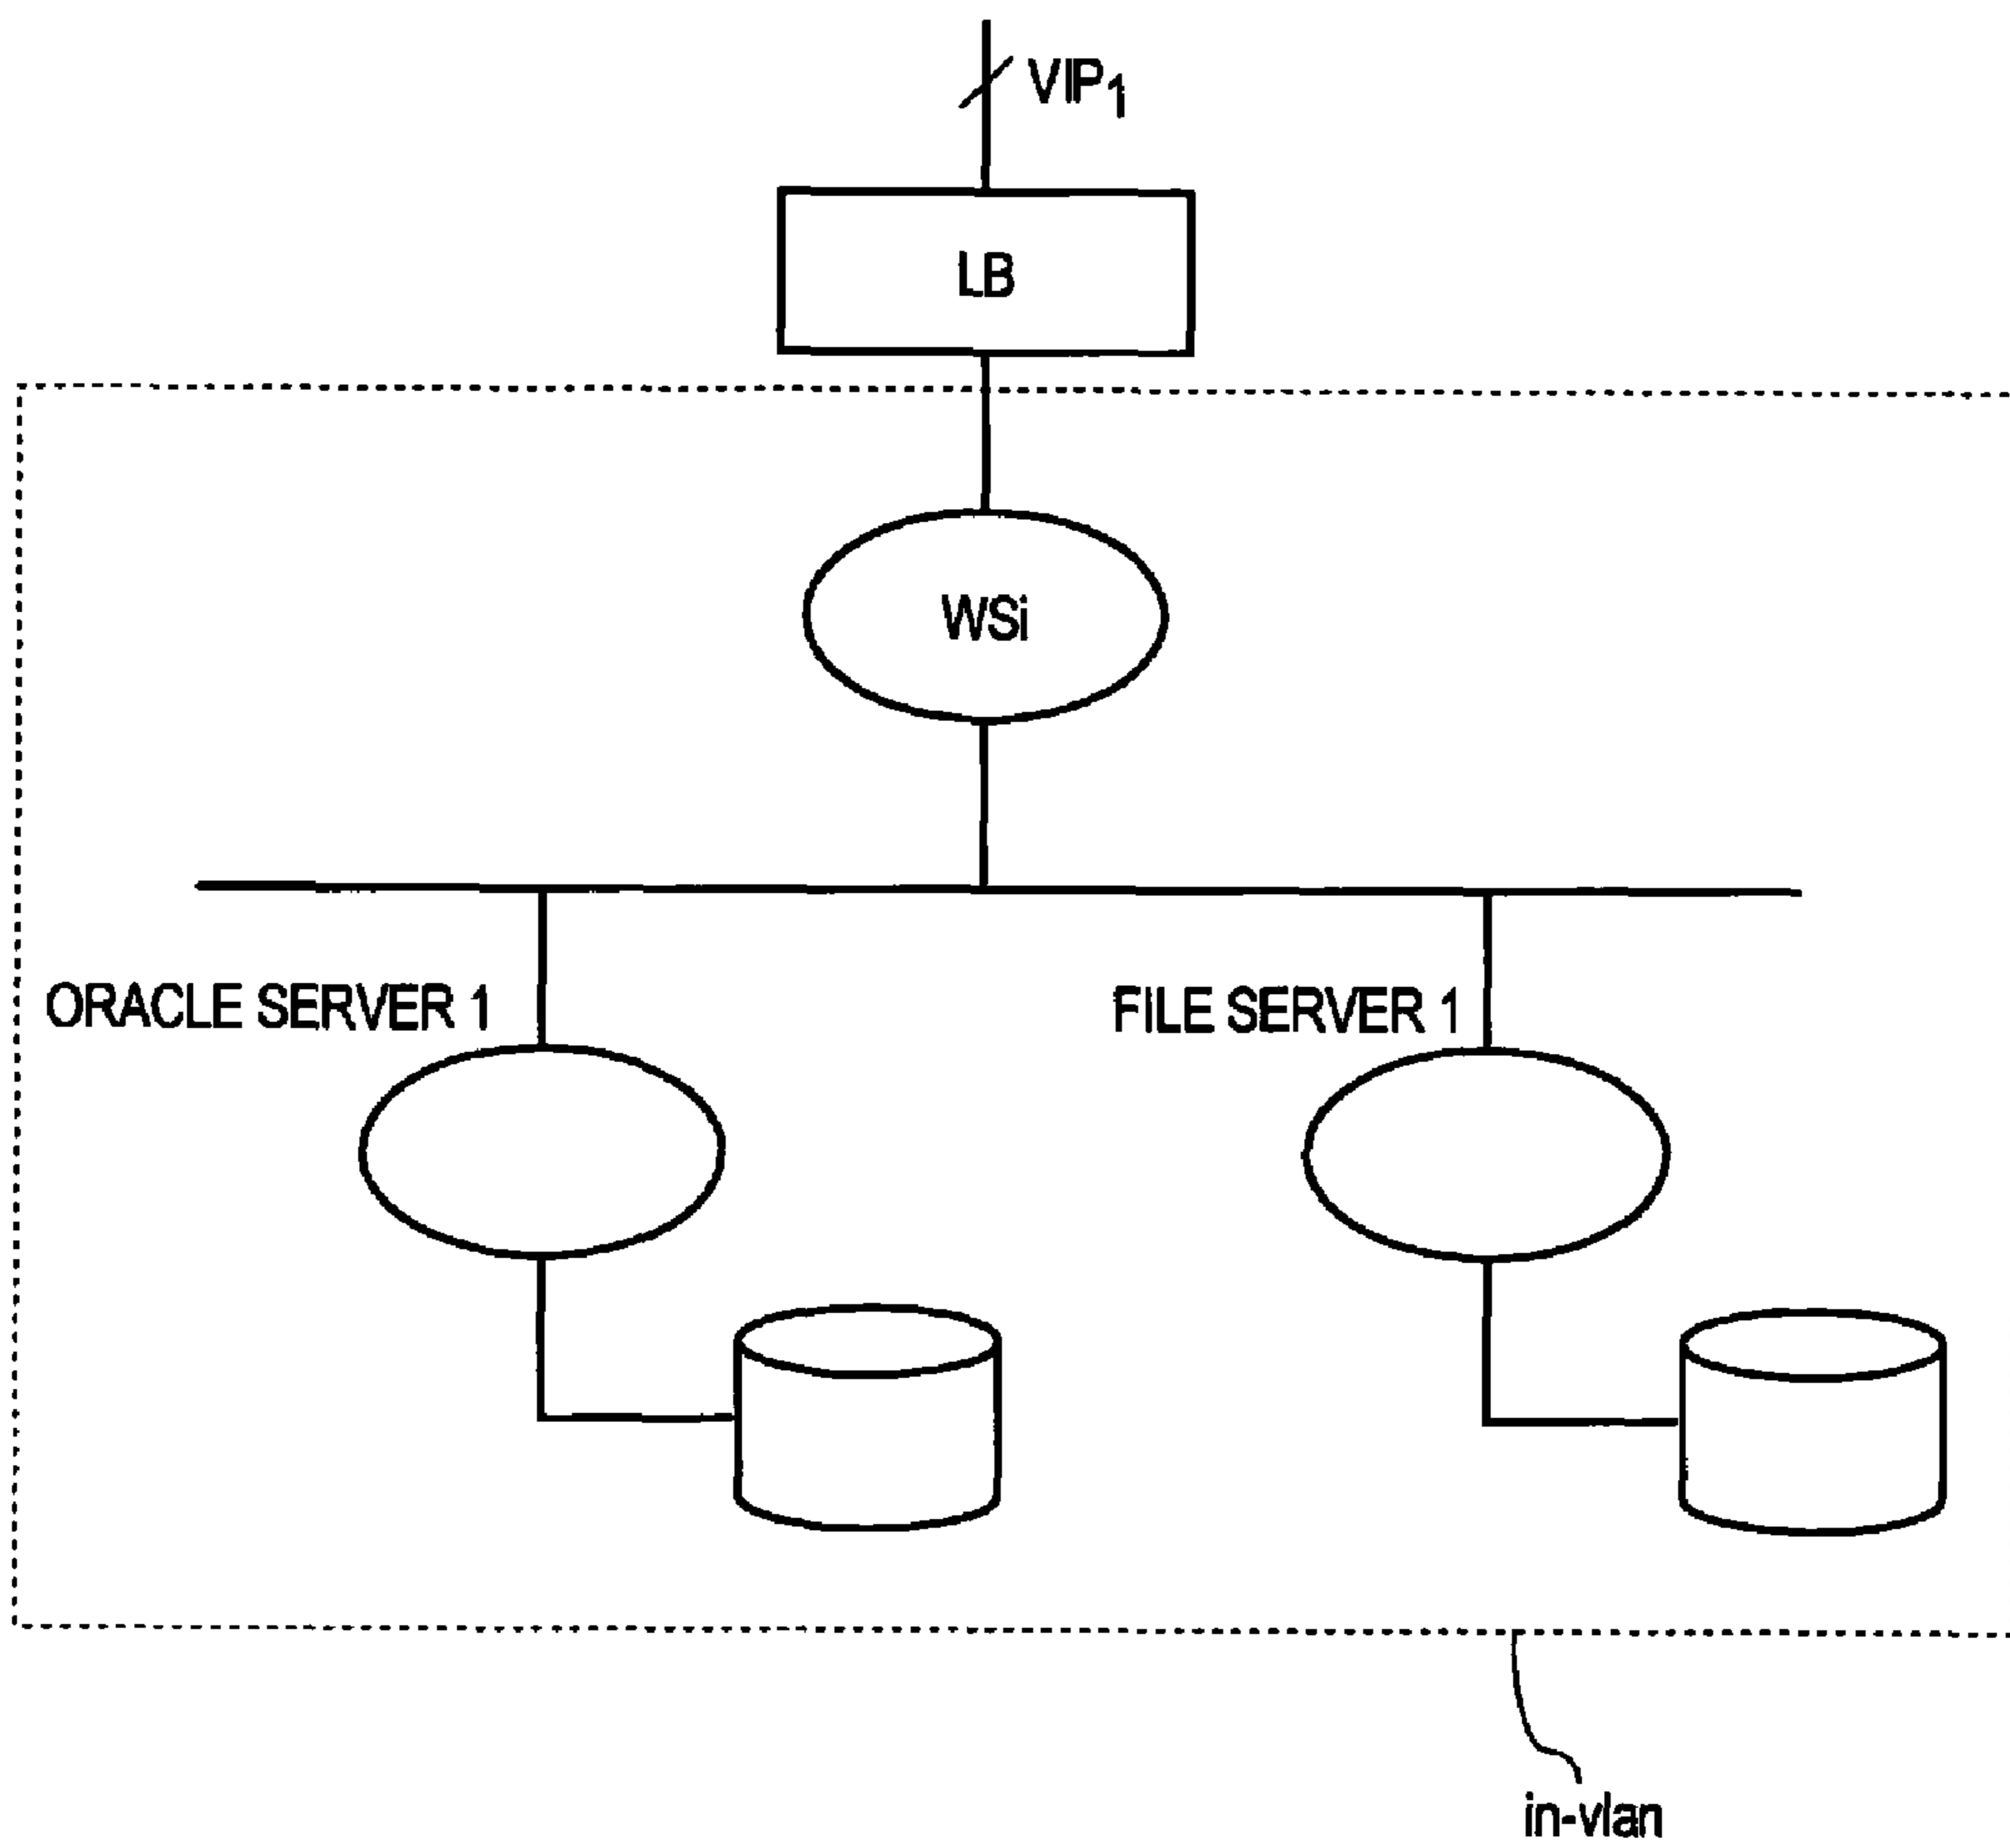 VIP₁
LB
WSi
ORACLE SERVER 1
FILE SERVER 1
in-vlan